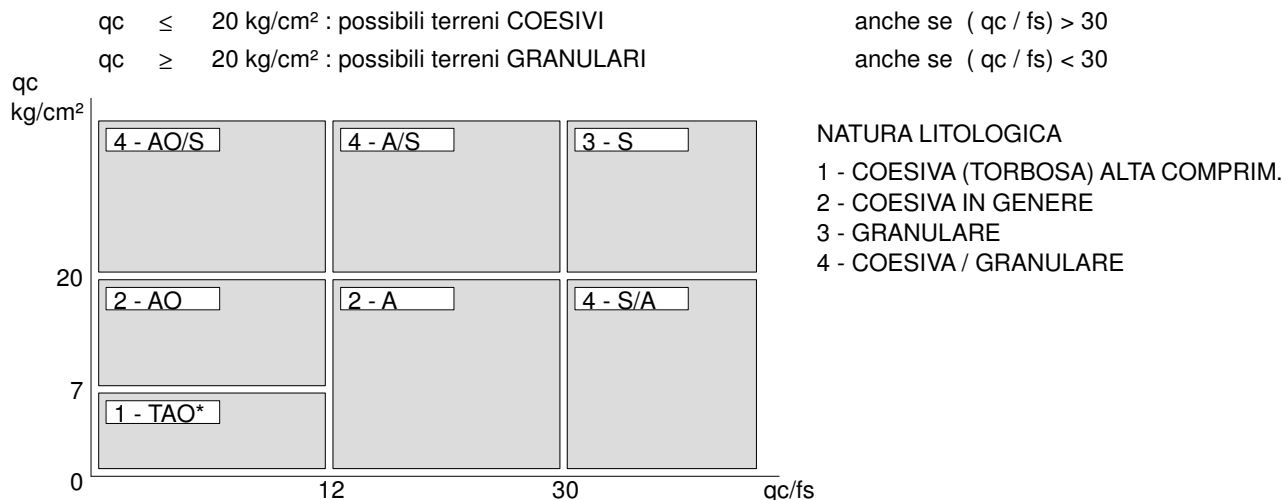 qc ≤ 20 kg/cm² : possibili terreni COESIVI anche se ( qc / fs) > 30
qc ≥ 20 kg/cm² : possibili terreni GRANULARI anche se ( qc / fs) < 30
qc
kg/cm²
4 - AO/S 4 - A/S 3 - S
NATURA LITOLOGICA
1 - COESIVA (TORBOSA) ALTA COMPRIM.
2 - COESIVA IN GENERE
3 - GRANULARE
4 - COESIVA / GRANULARE
20
2 - AO 2 - A 4 - S/A
7
1 - TAO*
0
12 30 qc/fs